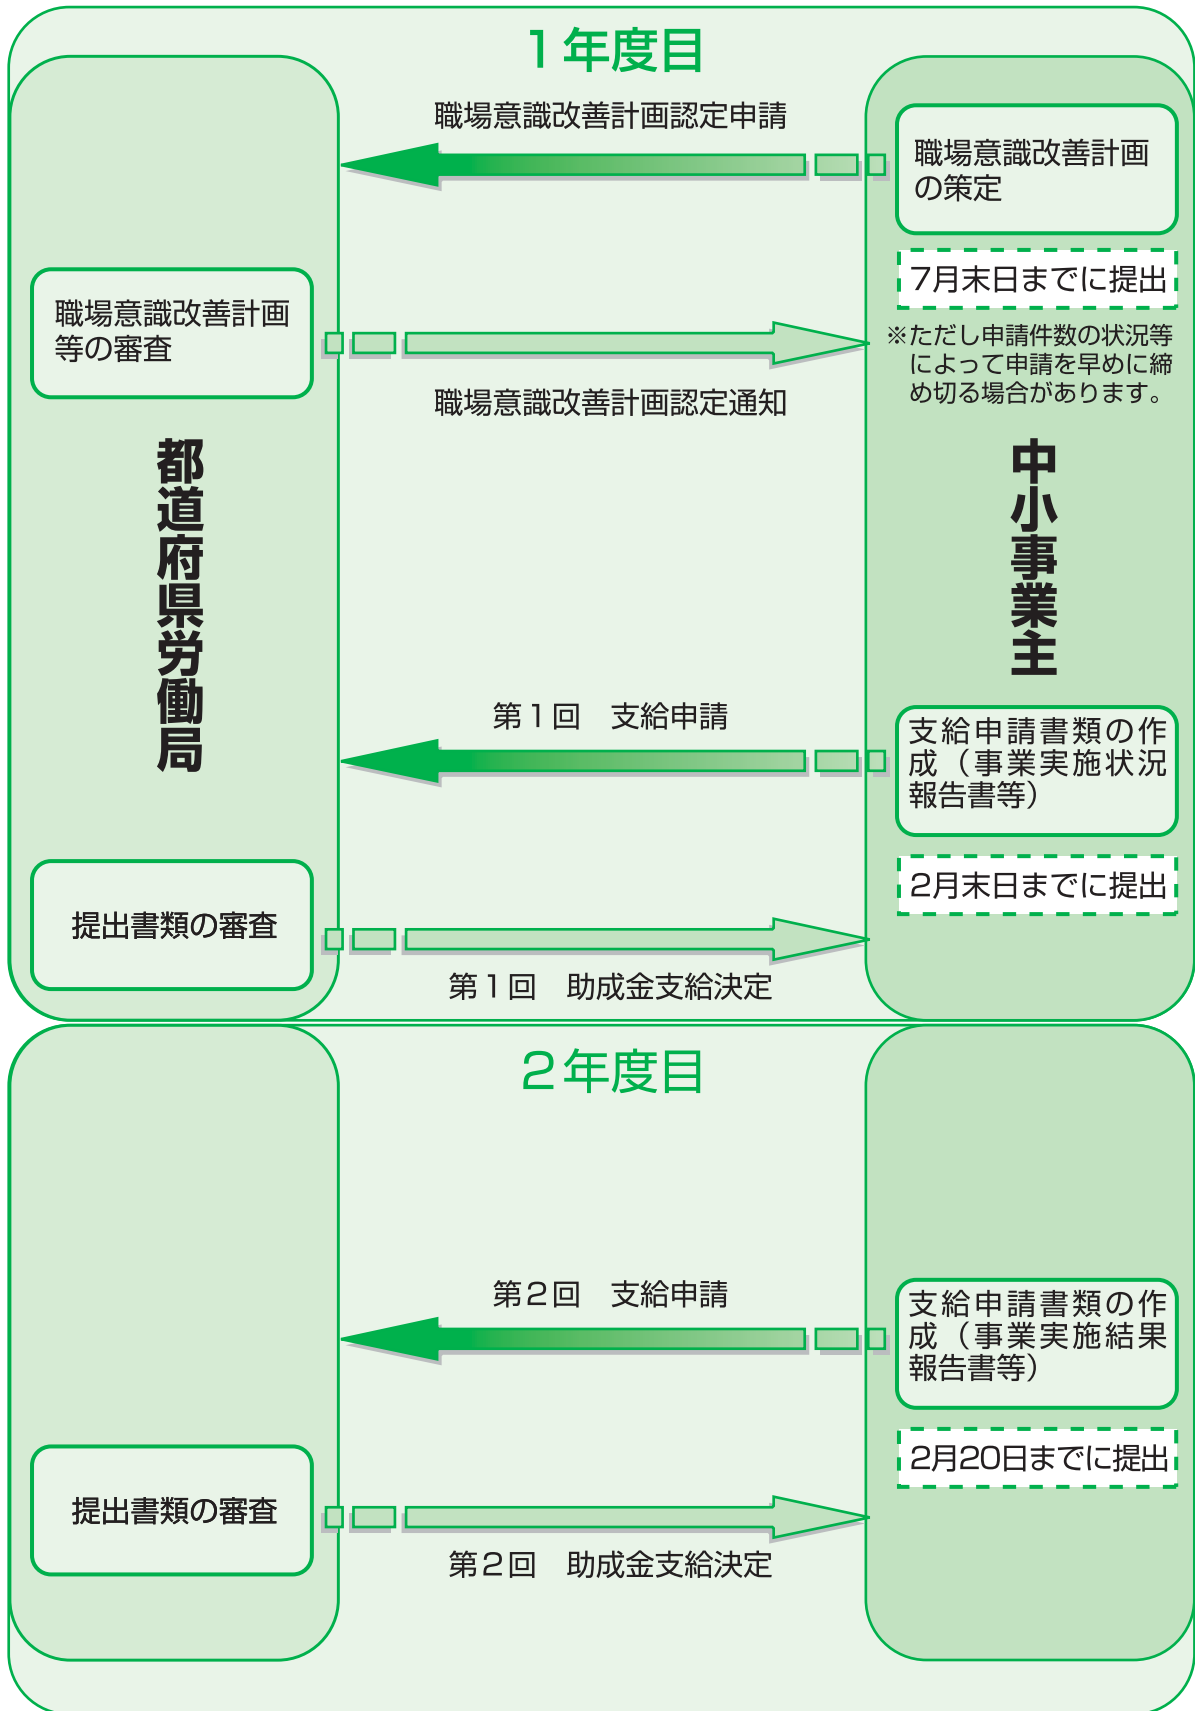 1年度目
職場意識改善計画認定申請
職場意識改善計画
の策定
7月末日までに提出
※ただし申請件数の状況等
によって申請を早めに締
め切る場合があります。
職場意識改善計画
等の審査
職場意識改善計画認定通知
都道府県労働局
中小事業主
第1回　支給申請
支給申請書類の作
成（事業実施状況
報告書等）
2月末日までに提出
提出書類の審査
第1回　助成金支給決定
2年度目
第2回　支給申請
支給申請書類の作
成（事業実施結果
報告書等）
2月20日までに提出
提出書類の審査
第2回　助成金支給決定